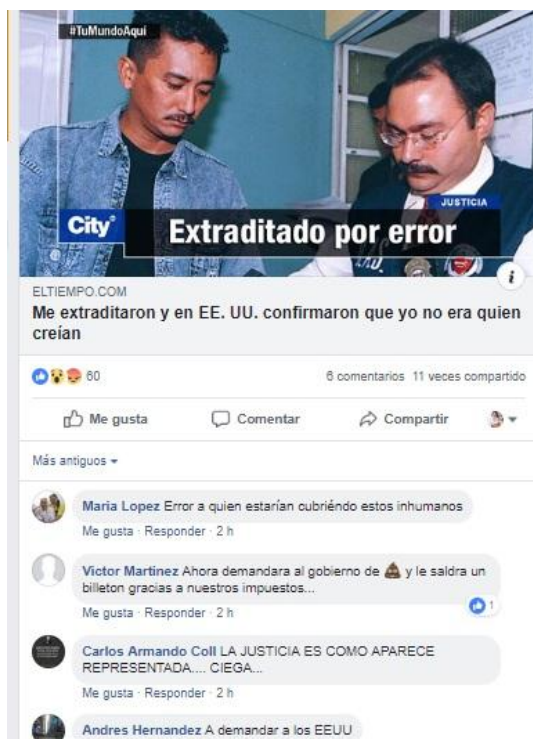 #TuMundoAquí
JUSTICIA
City
Extraditado por error
i
ELTIEMPO.COM
Me extraditaron y en EE. UU. confirmaron que yo no era quien
creían
60
6 comentarios 11 veces compartido
Me gusta Comentar Compartir
Más antiguos
Maria Lopez Error a quien estarían cubriéndo estos inhumanos
Me gusta · Responder · 2 h
Victor Martinez Ahora demandara al gobierno de 💩 y le saldra un
billeton gracias a nuestros impuestos...
1
Me gusta · Responder · 2 h
Carlos Armando Coll LA JUSTICIA ES COMO APARECE
REPRESENTADA.... CIEGA...
Me gusta · Responder · 2 h
Andres Hernandez A demandar a los EEUU